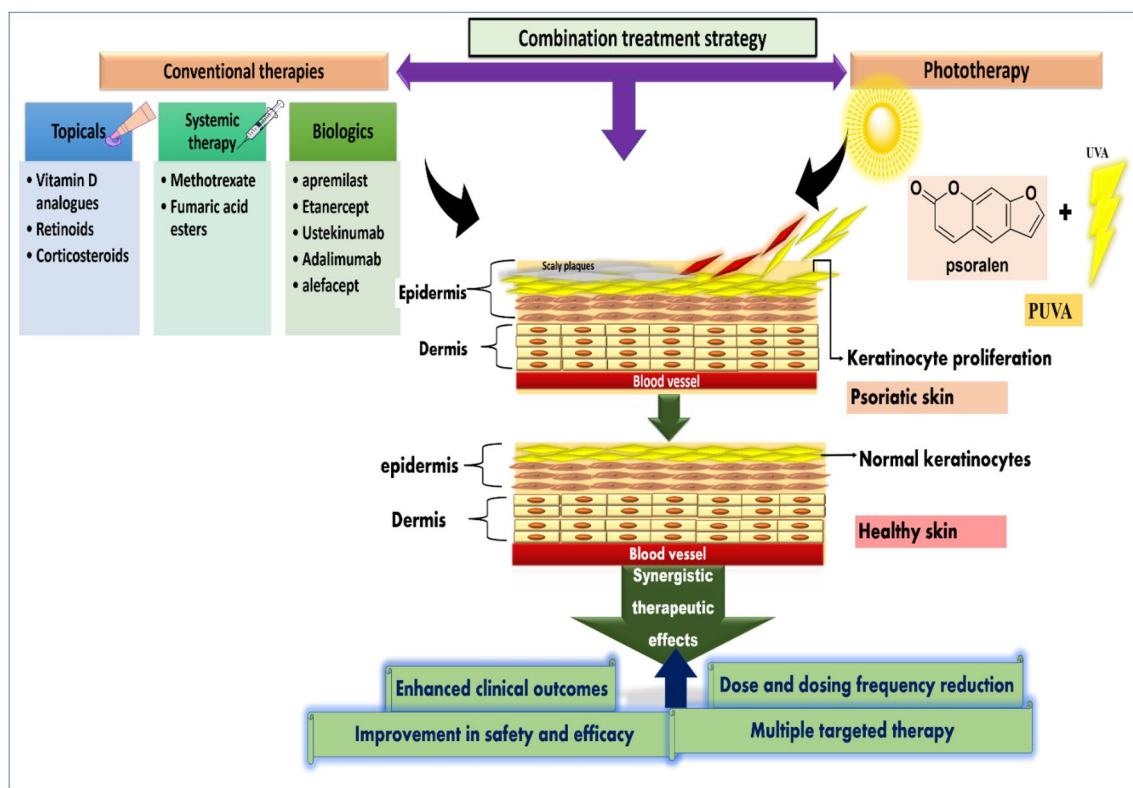 Combination treatment strategy
Conventional therapies
Phototherapy
Topicals
• Vitamin D
analogues
• Retinoids
• Corticosteroids
Systemic
therapy
• Methotrexate
• Fumaric acid
esters
Biologics
• apremilast
• Etanercept
• Ustekinumab
• Adalimumab
• alefacept
UVA
O
O
O
+
psoralen
PUVA
Scaly plaques
Epidermis
Dermis
Blood vessel
Keratinocyte proliferation
Psoriatic skin
epidermis
Normal keratinocytes
Dermis
Healthy skin
Blood vessel
Synergistic
therapeutic
effects
Enhanced clinical outcomes
Dose and dosing frequency reduction
Improvement in safety and efficacy
Multiple targeted therapy